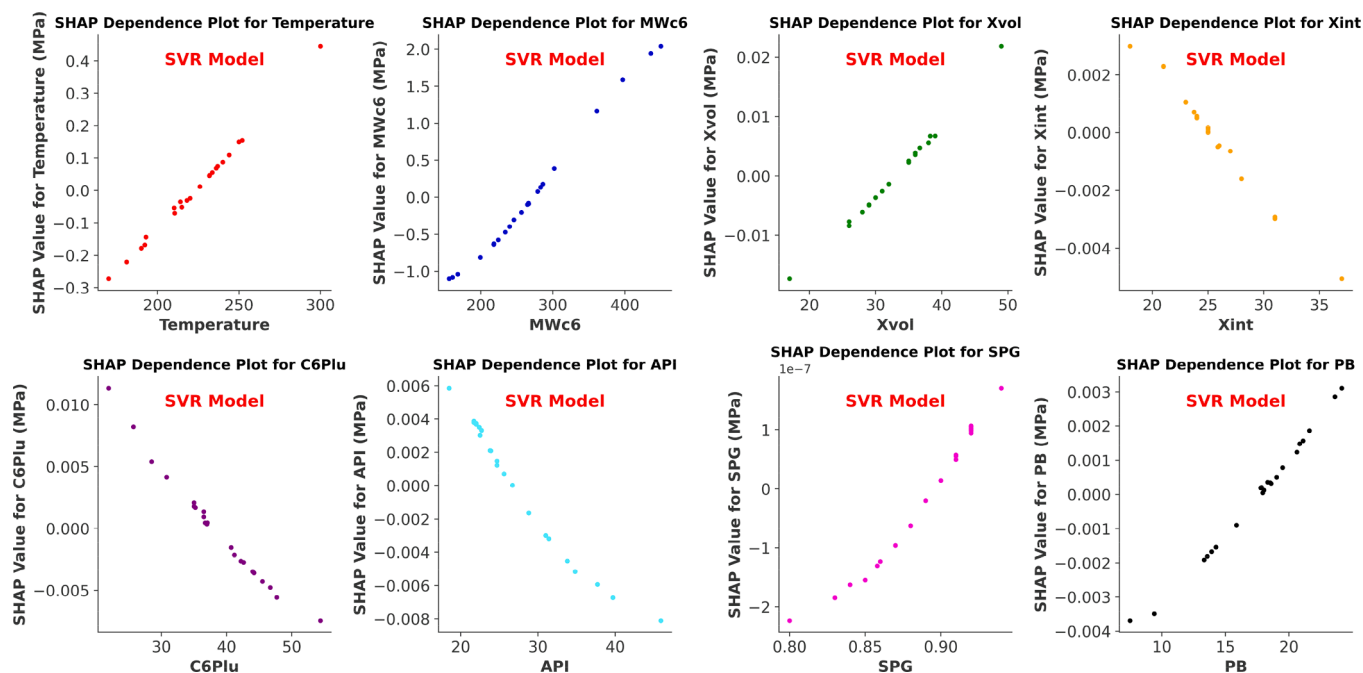 SHAP Dependence Plot for Temperature
SVR Model
SHAP Value for Temperature (MPa)
0.4
0.3
0.2
0.1
0.0
−0.1
−0.2
−0.3
200
250
300
Temperature
SHAP Dependence Plot for MWc6
SVR Model
SHAP Value for MWc6 (MPa)
2.0
1.5
1.0
0.5
0.0
−0.5
−1.0
200
300
400
MWc6
SHAP Dependence Plot for Xvol
SVR Model
SHAP Value for Xvol (MPa)
0.02
0.01
0.00
−0.01
20
30
40
50
Xvol
SHAP Dependence Plot for Xint
SVR Model
SHAP Value for Xint (MPa)
0.002
0.000
−0.002
−0.004
20
25
30
35
Xint
SHAP Dependence Plot for C6Plu
SVR Model
SHAP Value for C6Plu (MPa)
0.010
0.005
0.000
−0.005
30
40
50
C6Plu
SHAP Dependence Plot for API
SVR Model
SHAP Value for API (MPa)
0.006
0.004
0.002
0.000
−0.002
−0.004
−0.006
−0.008
20
30
40
API
SHAP Dependence Plot for SPG
1e−7
SVR Model
SHAP Value for SPG (MPa)
1
0
−1
−2
0.80
0.85
0.90
SPG
SHAP Dependence Plot for PB
SVR Model
SHAP Value for PB (MPa)
0.003
0.002
0.001
0.000
−0.001
−0.002
−0.003
−0.004
10
15
20
PB